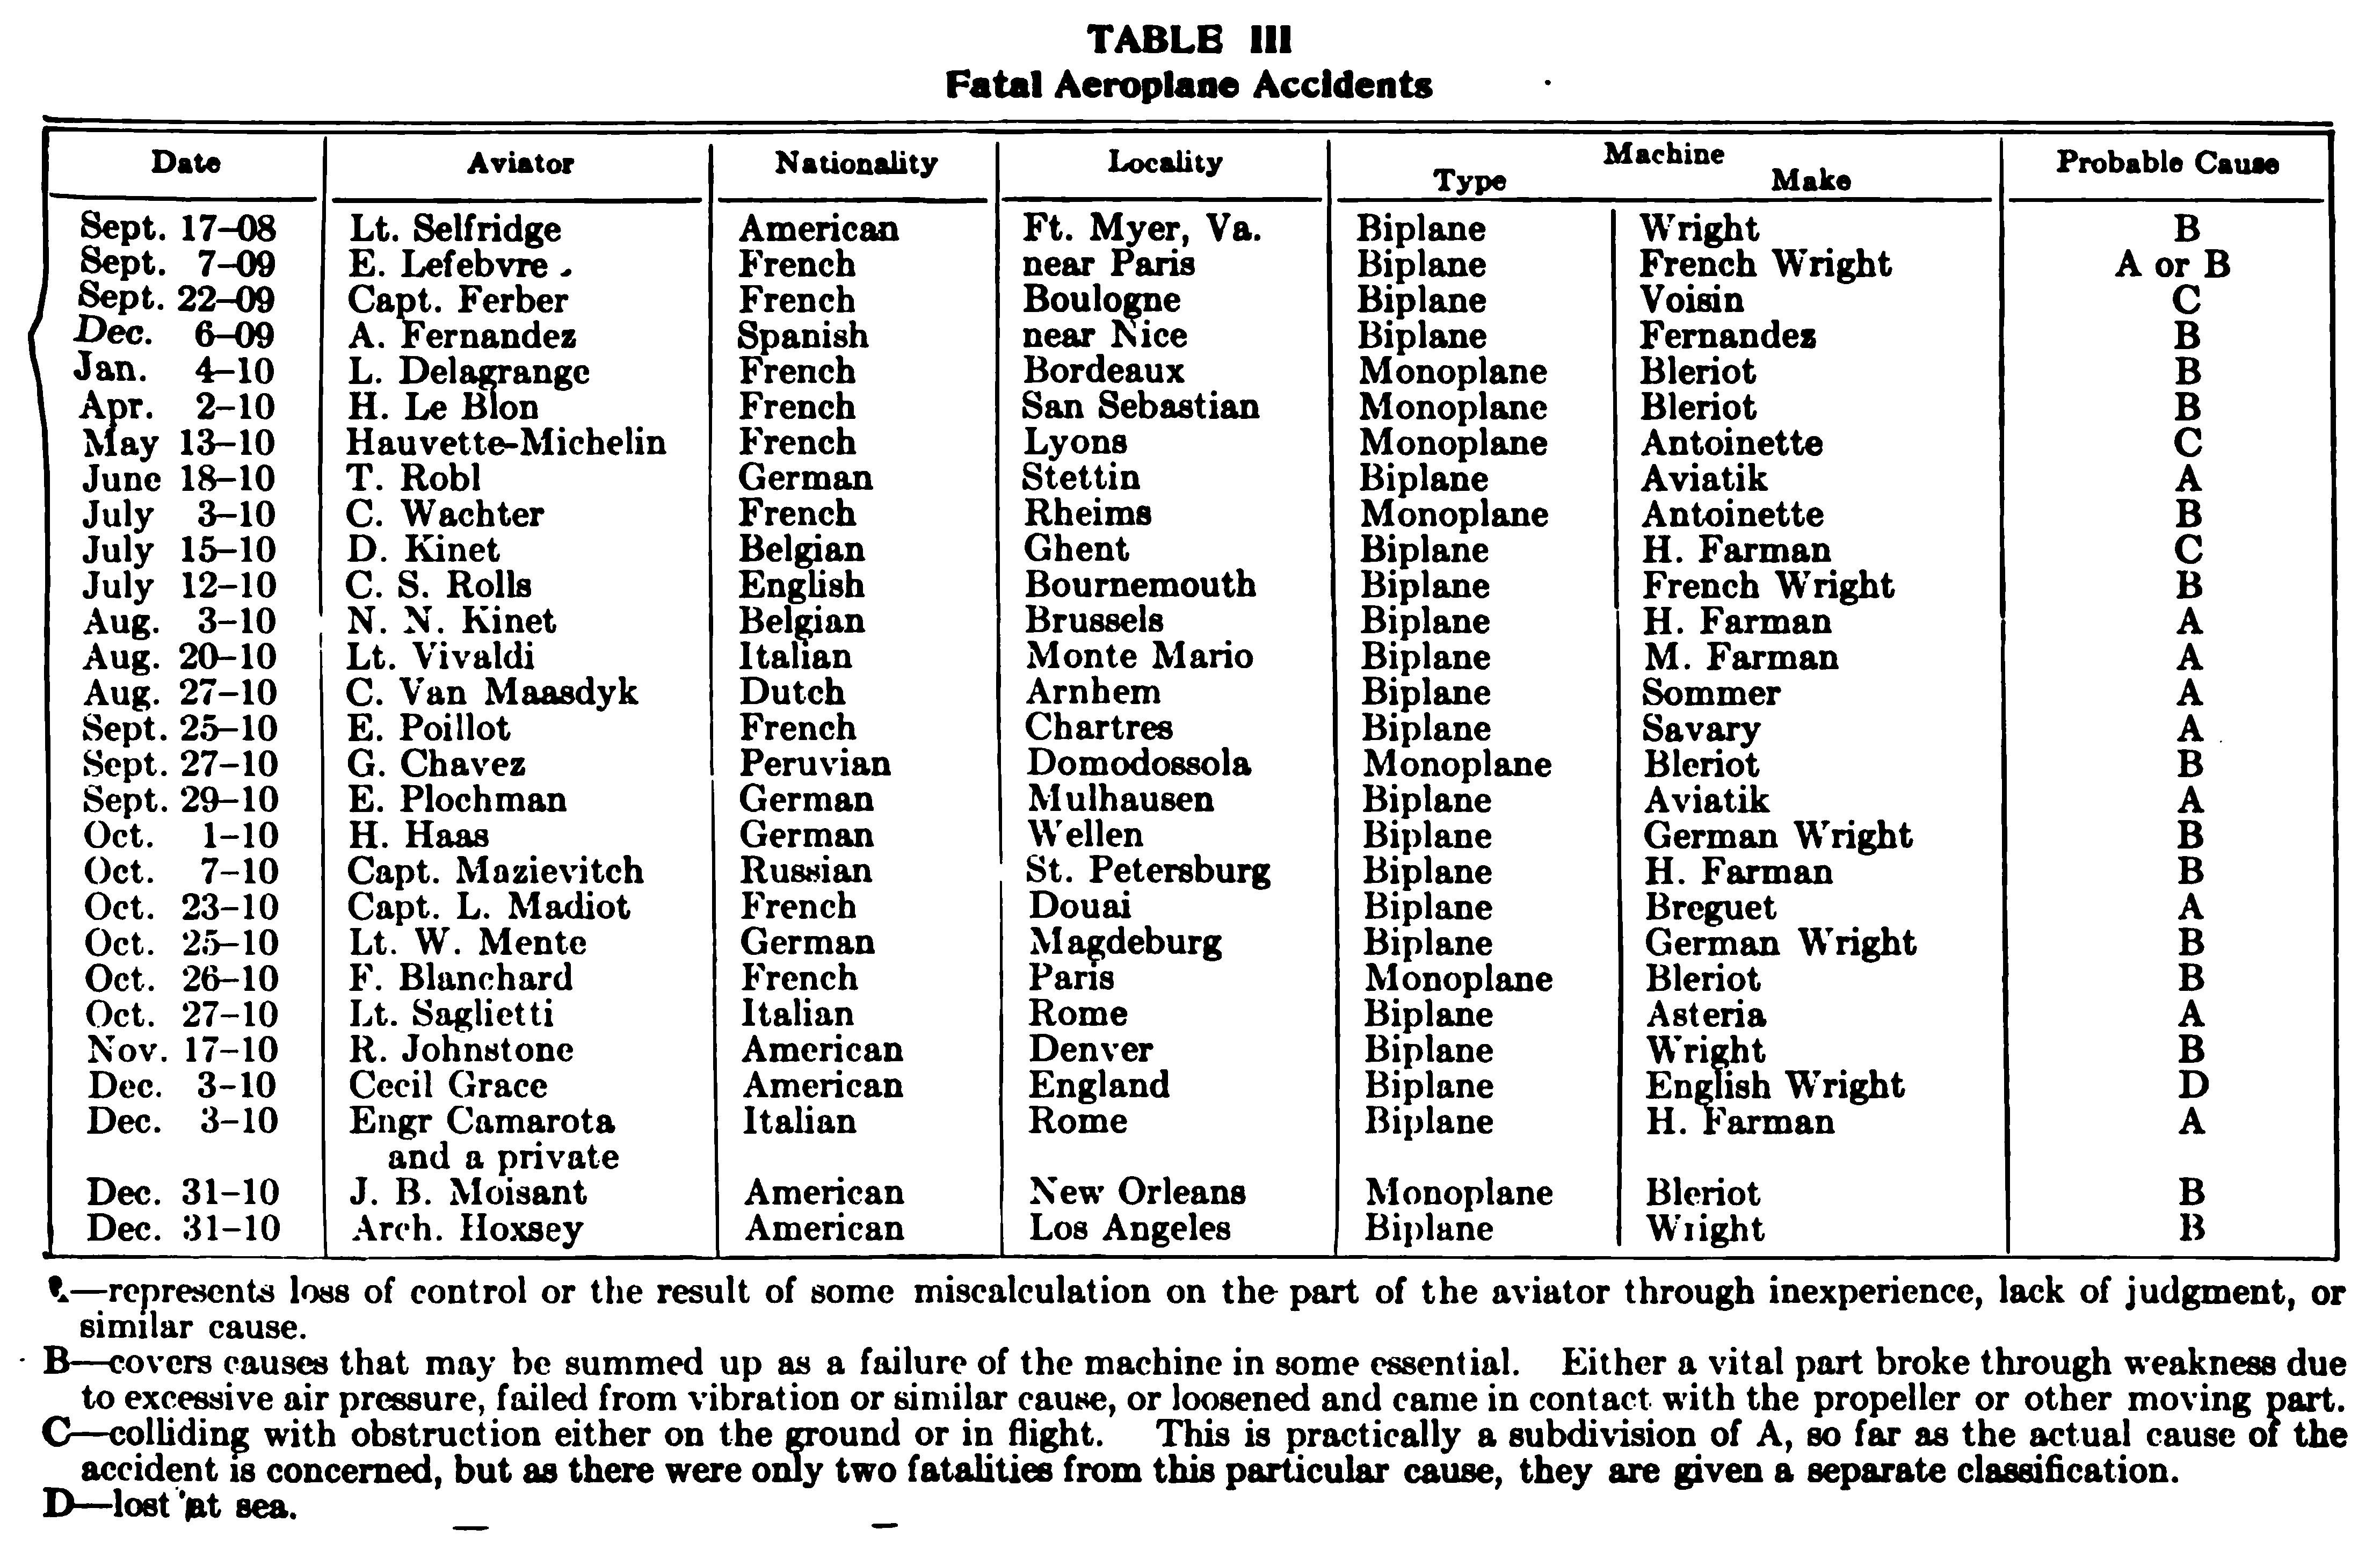 TABLE III
Fatal Aeroplane Accidents
Date Aviator Nationality Locality Machine Type Make Probable Cause
Sept. 17–08 Lt. Selfridge American Ft. Myer, Va. Biplane Wright B
Sept. 7–09 E. Lefebvre French near Paris Biplane French Wright A or B
Sept. 22–09 Capt. Ferber French Boulogne Biplane Voisin C
Dec. 6–09 A. Fernandez Spanish near Nice Biplane Fernandez B
Jan. 4–10 L. Delagrange French Bordeaux Monoplane Bleriot B
Apr. 2–10 H. Le Blon French San Sebastian Monoplane Bleriot B
May 13–10 Hauvette-Michelin French Lyons Monoplane Antoinette C
June 18–10 T. Robl German Stettin Biplane Aviatik A
July 3–10 C. Wachter French Rheims Monoplane Antoinette B
July 15–10 D. Kinet Belgian Ghent Biplane H. Farman C
July 12–10 C. S. Rolls English Bournemouth Biplane French Wright B
Aug. 3–10 N. N. Kinet Belgian Brussels Biplane H. Farman A
Aug. 20–10 Lt. Vivaldi Italian Monte Mario Biplane M. Farman A
Aug. 27–10 C. Van Maasdyk Dutch Arnhem Biplane Sommer A
Sept. 25–10 E. Poillot French Chartres Biplane Savary A
Sept. 27–10 G. Chavez Peruvian Domodossola Monoplane Bleriot B
Sept. 29–10 E. Plochman German Mulhausen Biplane Aviatik A
Oct. 1–10 H. Haas German Wellen Biplane German Wright B
Oct. 7–10 Capt. Mazievitch Russian St. Petersburg Biplane H. Farman B
Oct. 23–10 Capt. L. Madiot French Douai Biplane Breguet A
Oct. 25–10 Lt. W. Mente German Magdeburg Biplane German Wright B
Oct. 26–10 F. Blanchard French Paris Monoplane Bleriot B
Oct. 27–10 Lt. Saglietti Italian Rome Biplane Asteria A
Nov. 17–10 R. Johnstone American Denver Biplane Wright B
Dec. 3–10 Cecil Grace American England Biplane English Wright D
Dec. 3–10 Engr Camarota Italian Rome Biplane H. Farman A
and a private
Dec. 31–10 J. B. Moisant American New Orleans Monoplane Bleriot B
Dec. 31–10 Arch. Hoxsey American Los Angeles Biplane Wright B
—represents loss of control or the result of some miscalculation on the part of the aviator through inexperience, lack of judgment, or
similar cause.
B—covers causes that may be summed up as a failure of the machine in some essential. Either a vital part broke through weakness due
to excessive air pressure, failed from vibration or similar cause, or loosened and came in contact with the propeller or other moving part.
C—colliding with obstruction either on the ground or in flight. This is practically a subdivision of A, so far as the actual cause of the
accident is concerned, but as there were only two fatalities from this particular cause, they are given a separate classification.
D—lost at sea.